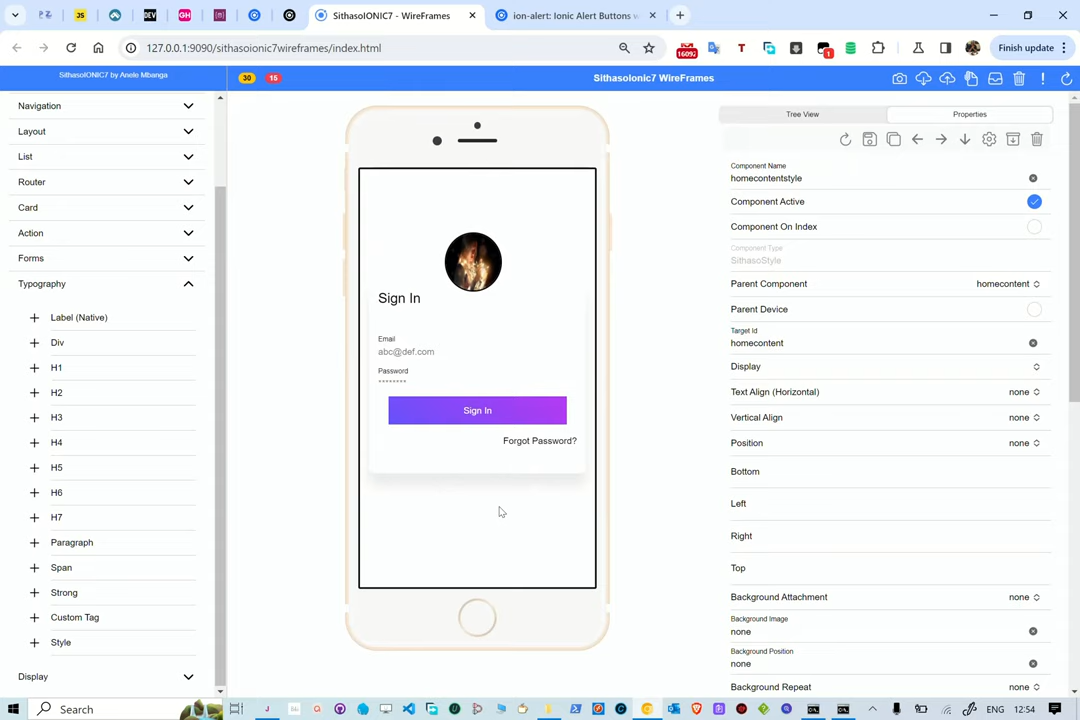 SithasoIONIC7 - WireFrames
ion-alert: Ionic Alert Buttons w
127.0.0.1:9090/sithasoionic7wireframes/index.html
16092
T
1
Finish update
SithasoIONIC7 by Anele Mbanga
30
15
SithasoIonic7 WireFrames
Navigation
Layout
List
Router
Card
Action
Forms
Typography
Label (Native)
Div
H1
H2
H3
H4
H5
H6
H7
Paragraph
Span
Strong
Custom Tag
Style
Display
Sign In
Email
abc@def.com
Password
********
Sign In
Forgot Password?
Tree View
Properties
Component Name
homecontentstyle
Component Active
Component On Index
Component Type
SithasoStyle
Parent Component
homecontent
Parent Device
Target Id
homecontent
Display
Text Align (Horizontal)
none
Vertical Align
none
Position
none
Bottom
Left
Right
Top
Background Attachment
none
Background Image
none
Background Position
none
Background Repeat
none
Search
ENG
12:54